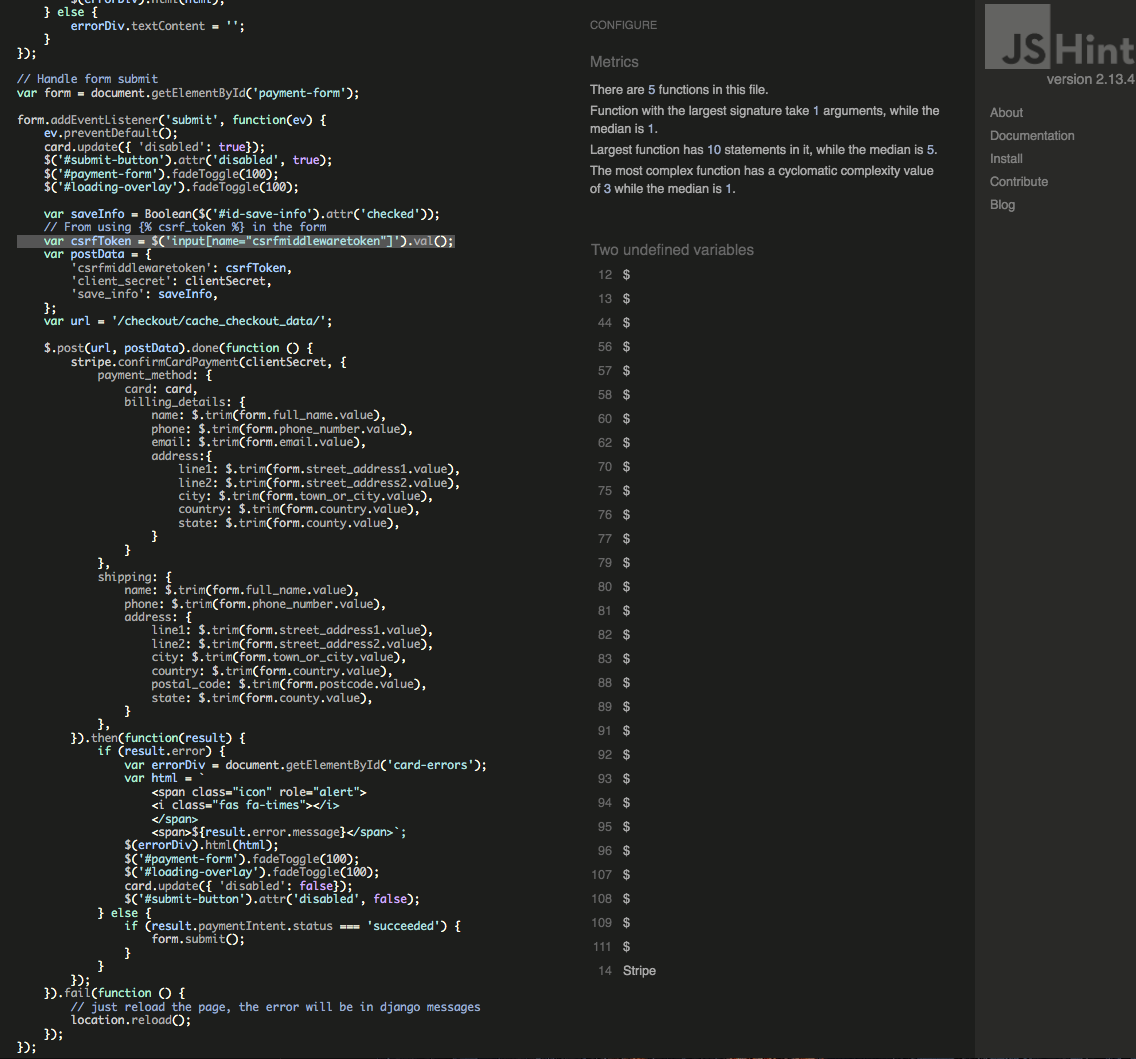 } else {
errorDiv.textContent = '';
}
});
// Handle form submit
var form = document.getElementById('payment-form');
form.addEventListener('submit', function(ev) {
ev.preventDefault();
card.update({ 'disabled': true});
$('#submit-button').attr('disabled', true);
$('#payment-form').fadeToggle(100);
$('#loading-overlay').fadeToggle(100);
var saveInfo = Boolean($('#id-save-info').attr('checked'));
// From using {% csrf_token %} in the form
var csrfToken = $('input[name="csrfmiddlewaretoken"]').val();
var postData = {
'csrfmiddlewaretoken': csrfToken,
'client_secret': clientSecret,
'save_info': saveInfo,
};
var url = '/checkout/cache_checkout_data/';
$.post(url, postData).done(function () {
stripe.confirmCardPayment(clientSecret, {
payment_method: {
card: card,
billing_details: {
name: $.trim(form.full_name.value),
phone: $.trim(form.phone_number.value),
email: $.trim(form.email.value),
address:{
line1: $.trim(form.street_address1.value),
line2: $.trim(form.street_address2.value),
city: $.trim(form.town_or_city.value),
country: $.trim(form.country.value),
state: $.trim(form.county.value),
}
}
},
shipping: {
name: $.trim(form.full_name.value),
phone: $.trim(form.phone_number.value),
address: {
line1: $.trim(form.street_address1.value),
line2: $.trim(form.street_address2.value),
city: $.trim(form.town_or_city.value),
country: $.trim(form.country.value),
postal_code: $.trim(form.postcode.value),
state: $.trim(form.county.value),
}
},
}).then(function(result) {
if (result.error) {
var errorDiv = document.getElementById('card-errors');
var html = `
<span class="icon" role="alert">
<i class="fas fa-times"></i>
</span>
<span>${result.error.message}</span>`;
$(errorDiv).html(html);
$('#payment-form').fadeToggle(100);
$('#loading-overlay').fadeToggle(100);
card.update({ 'disabled': false});
$('#submit-button').attr('disabled', false);
} else {
if (result.paymentIntent.status === 'succeeded') {
form.submit();
}
}
});
}).fail(function () {
// just reload the page, the error will be in django messages
location.reload();
});
});
CONFIGURE
Metrics
There are 5 functions in this file.
Function with the largest signature take 1 arguments, while the
median is 1.
Largest function has 10 statements in it, while the median is 5.
The most complex function has a cyclomatic complexity value
of 3 while the median is 1.
Two undefined variables
12 $
13 $
44 $
56 $
57 $
58 $
60 $
62 $
70 $
75 $
76 $
77 $
79 $
80 $
81 $
82 $
83 $
88 $
89 $
91 $
92 $
93 $
94 $
95 $
96 $
107 $
108 $
109 $
111 $
14 Stripe
JSHint
version 2.13.4
About
Documentation
Install
Contribute
Blog